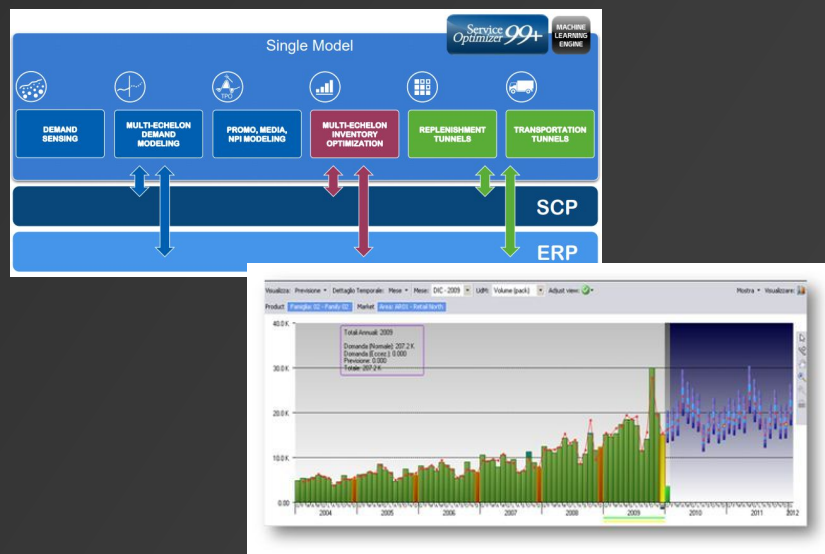 Service
Optimizer 99+
MACHINE
LEARNING
ENGINE
Single Model
TPO
DEMAND
SENSING
MULTI-ECHELON
DEMAND
MODELING
PROMO, MEDIA,
NPI MODELING
MULTI-ECHELON
INVENTORY
OPTIMIZATION
REPLENISHMENT
TUNNELS
TRANSPORTATION
TUNNELS
SCP
ERP
Visualizza: Previsione Dettaglio Temporale: Mese Mese: DIC - 2009 UdM: Volume (pack) Adjust view: Mostra Visualizzare:
Product Famiglia: 02 - Family 02 Market Area: AR01 - Retail North
Total Annual: 2009
Domanda (Normale): 207.2 K
Domanda (Eccez.): 0.000
Previsione: 0.000
Totale: 207.2 K
40.0 K
30.0K
20.0 K
10.0 K
0.00
2004 2005 2006 2007 2008 2009 2010 2011 2012